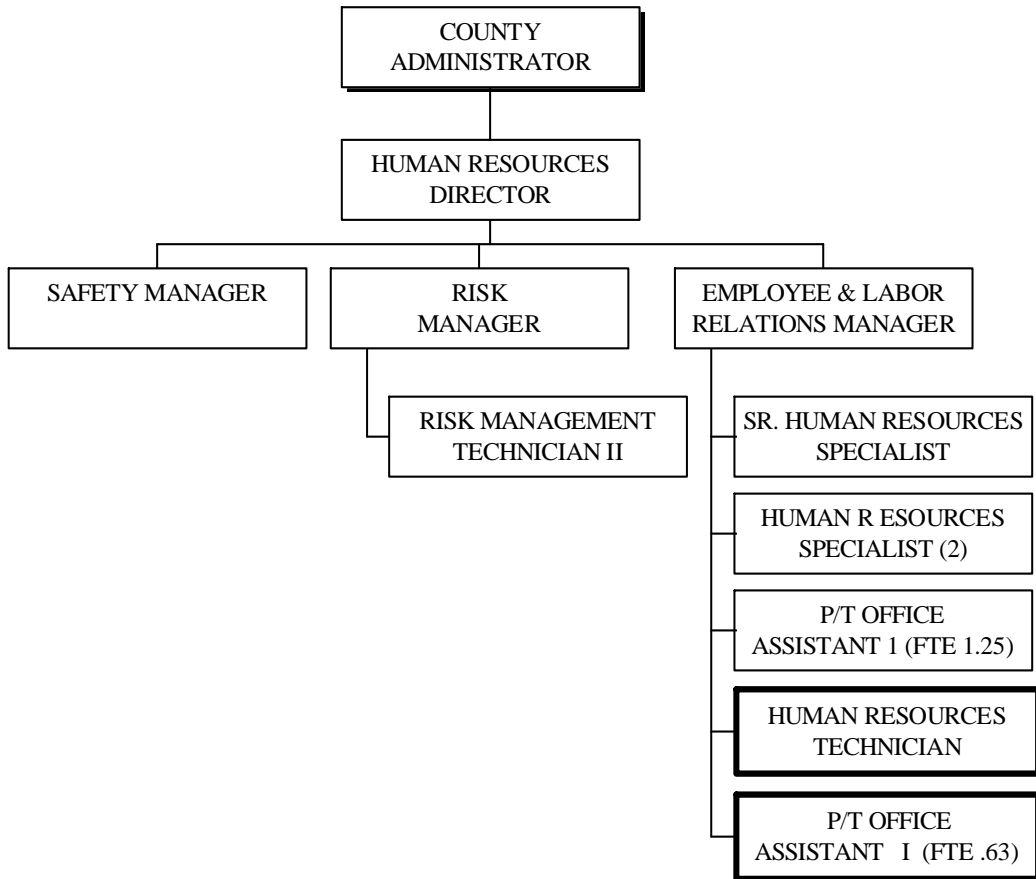 COUNTY
ADMINISTRATOR
HUMAN RESOURCES
DIRECTOR
SAFETY MANAGER
RISK
MANAGER
EMPLOYEE & LABOR
RELATIONS MANAGER
RISK MANAGEMENT
TECHNICIAN II
SR. HUMAN RESOURCES
SPECIALIST
HUMAN R ESOURCES
SPECIALIST (2)
P/T OFFICE
ASSISTANT 1 (FTE 1.25)
HUMAN RESOURCES
TECHNICIAN
P/T OFFICE
ASSISTANT I (FTE .63)